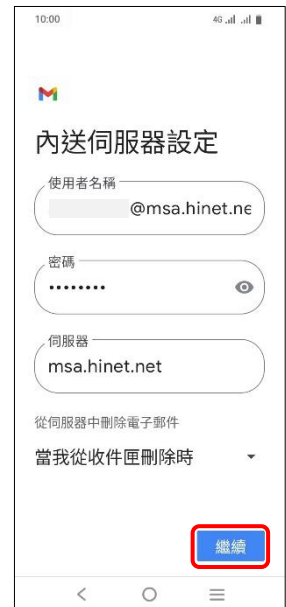 10:00
4G
內送伺服器設定
使用者名稱
@msa.hinet.ne
密碼
••••••••
伺服器
msa.hinet.net
從伺服器中刪除電子郵件
當我從收件匣刪除時
繼續